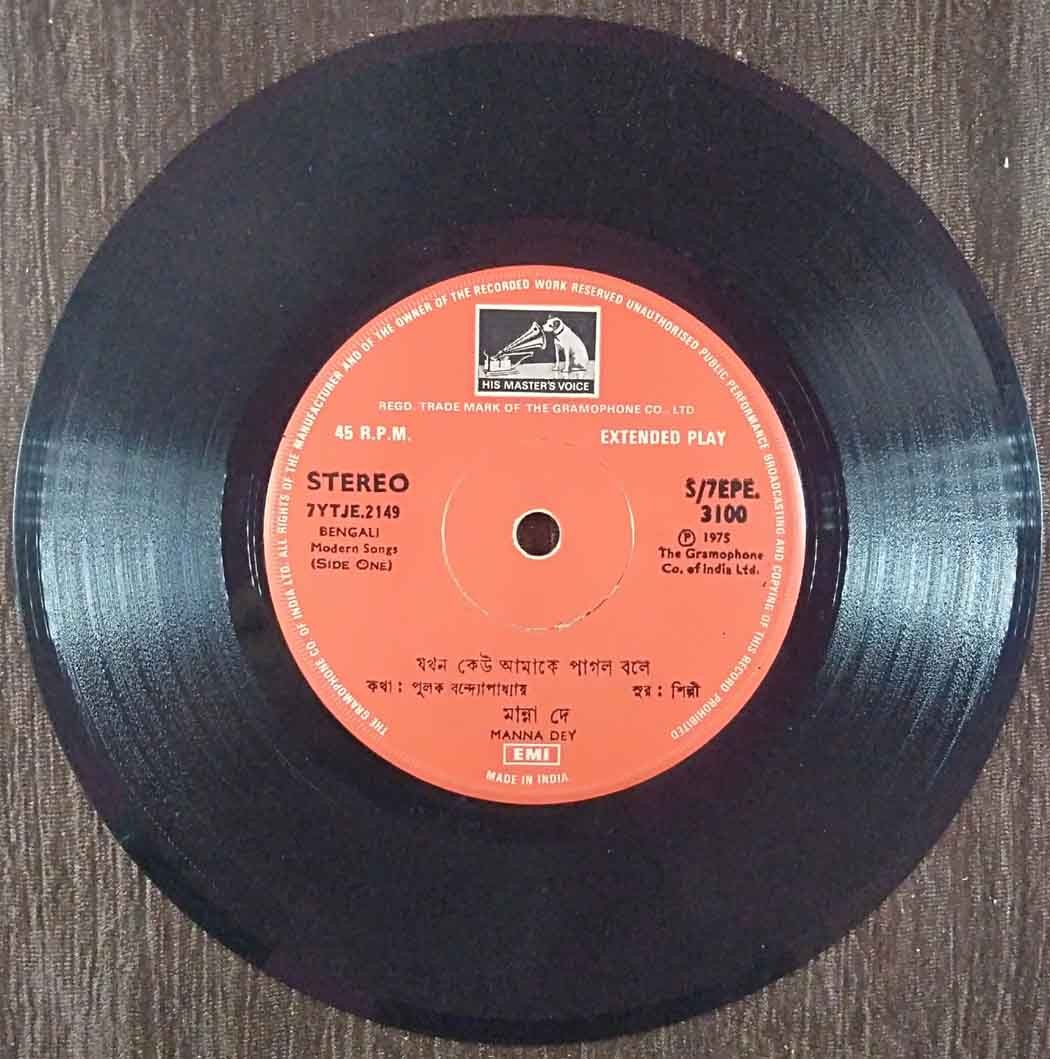 THE GRAMOPHONE CO. OF INDIA LTD. ALL RIGHTS OF THE MANUFACTURER AND OF THE OWNER OF THE RECORDED WORK RESERVED UNAUTHORISED PUBLIC PERFORMANCE BROADCASTING AND COPYING OF THIS RECORD PROHIBITED
HIS MASTER'S VOICE
REGD. TRADE MARK OF THE GRAMOPHONE CO., LTD
45 R.P.M. EXTENDED PLAY
STEREO S/7EPE.
7YTJE.2149 3100
BENGALI Ⓟ 1975
Modern Songs The Gramophone
(SIDE ONE) Co. of India Ltd.
যখন কেউ আমাকে পাগল বলে
কথা : পুলক বন্দ্যোপাধ্যায় সুর : শিল্পী
মান্না দে
MANNA DEY
EMI
MADE IN INDIA